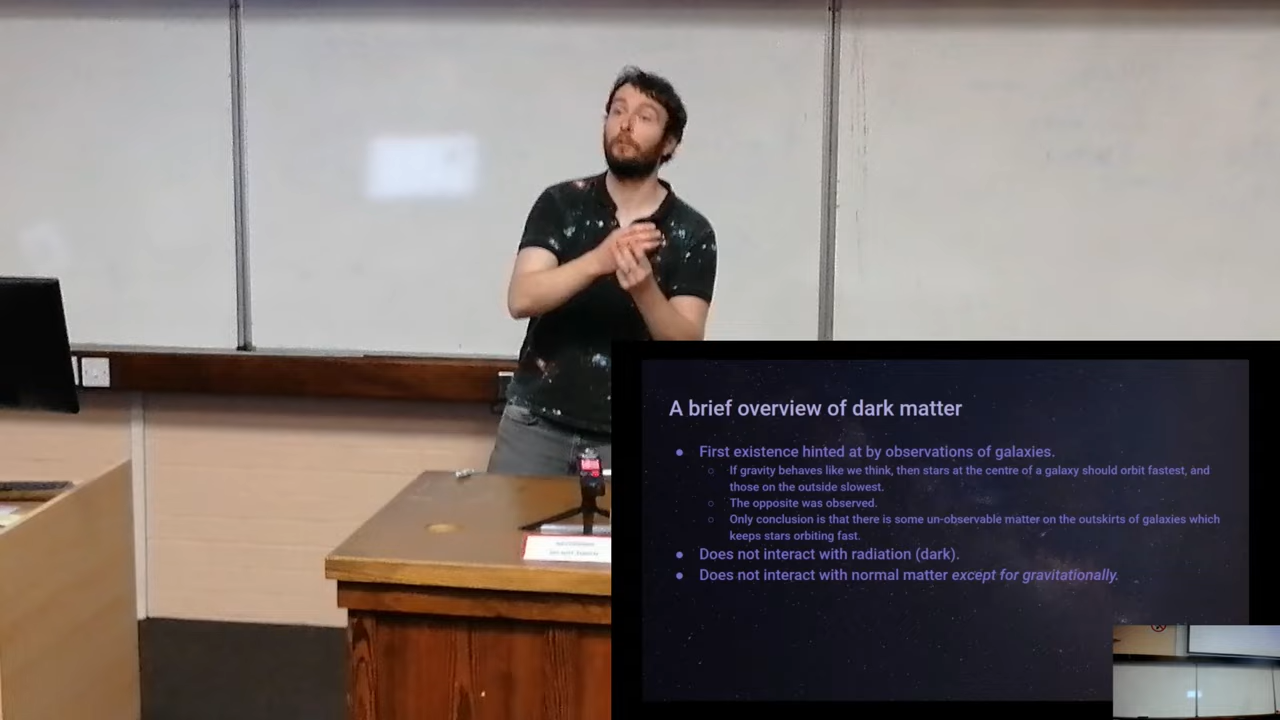 A brief overview of dark matter
● First existence hinted at by observations of galaxies.
○ If gravity behaves like we think, then stars at the centre of a galaxy should orbit fastest, and
those on the outside slowest.
○ The opposite was observed.
○ Only conclusion is that there is some un-observable matter on the outskirts of galaxies which
keeps stars orbiting fast.
● Does not interact with radiation (dark).
● Does not interact with normal matter except for gravitationally.